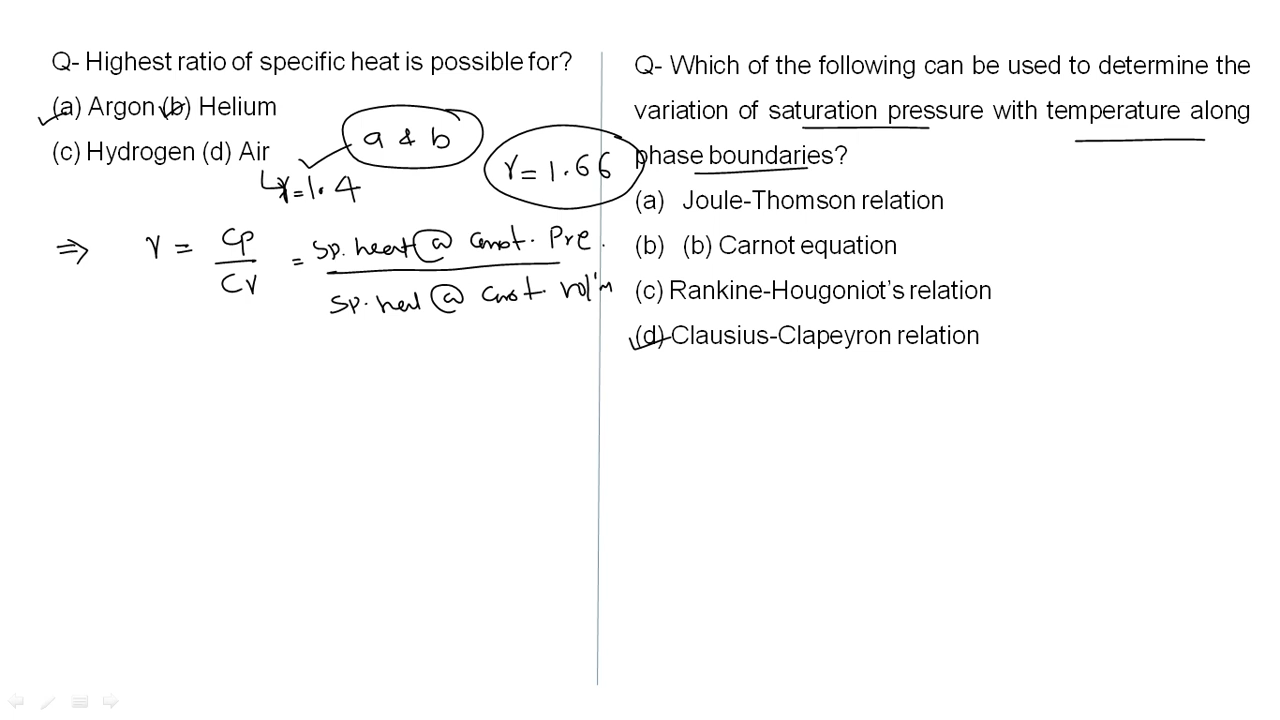 Q- Highest ratio of specific heat is possible for?
(a) Argon (b) Helium
(c) Hydrogen (d) Air
a & b
γ = 1.66
γ = 1.4
⇒ γ = Cp / Cv = Sp. heat @ const. Pre. / Sp. heat @ const. vol'm
Q- Which of the following can be used to determine the
variation of saturation pressure with temperature along
phase boundaries?
(a) Joule-Thomson relation
(b) (b) Carnot equation
(c) Rankine-Hougoniot's relation
(d) Clausius-Clapeyron relation